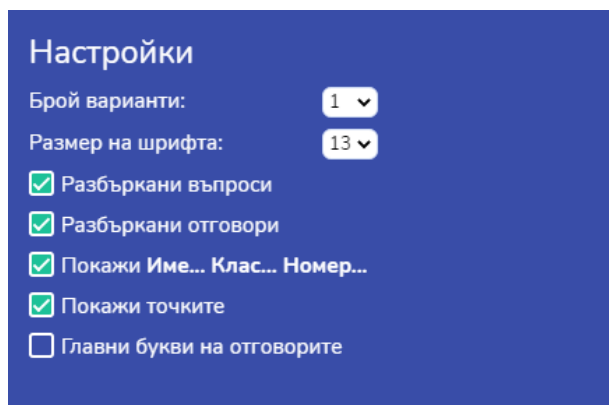 Настройки
Брой варианти: 1
Размер на шрифта: 13
Разбъркани въпроси
Разбъркани отговори
Покажи Име... Клас... Номер...
Покажи точките
Главни букви на отговорите